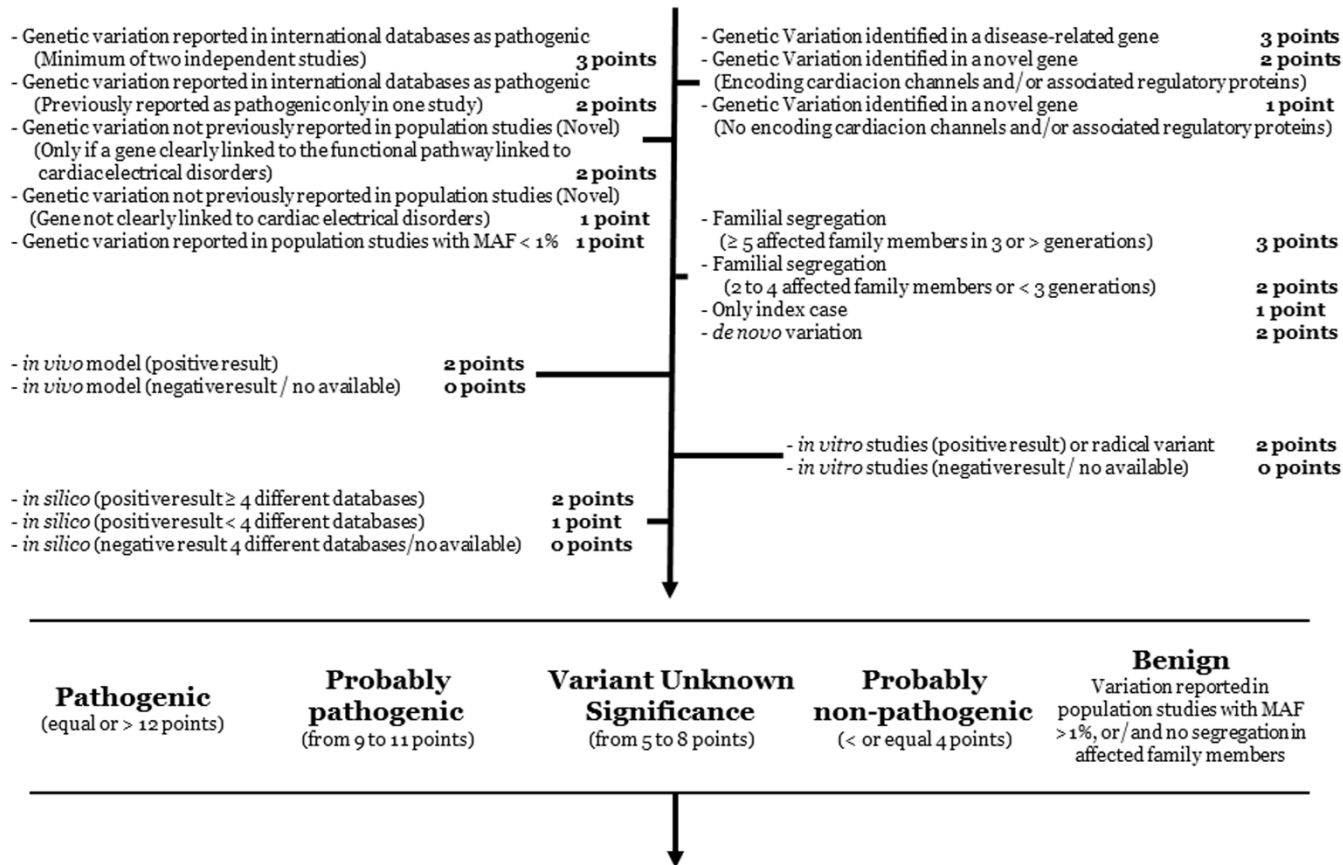 - Genetic variation reported in international databases as pathogenic
(Minimum of two independent studies) 3 points
- Genetic variation reported in international databases as pathogenic
(Previously reported as pathogenic only in one study) 2 points
- Genetic variation not previously reported in population studies (Novel)
(Only if a gene clearly linked to the functional pathway linked to
cardiac electrical disorders) 2 points
- Genetic variation not previously reported in population studies (Novel)
(Gene not clearly linked to cardiac electrical disorders) 1 point
- Genetic variation reported in population studies with MAF < 1% 1 point
- Genetic Variation identified in a disease-related gene 3 points
- Genetic Variation identified in a novel gene 2 points
(Encoding cardiacion channels and/or associated regulatory proteins)
- Genetic Variation identified in a novel gene 1 point
(No encoding cardiacion channels and/or associated regulatory proteins)
- Familial segregation
(≥ 5 affected family members in 3 or > generations) 3 points
- Familial segregation
(2 to 4 affected family members or < 3 generations) 2 points
- Only index case 1 point
- de novo variation 2 points
- in vivo model (positive result) 2 points
- in vivo model (negative result / no available) 0 points
- in vitro studies (positive result) or radical variant 2 points
- in vitro studies (negative result / no available) 0 points
- in silico (positive result ≥ 4 different databases) 2 points
- in silico (positive result < 4 different databases) 1 point
- in silico (negative result 4 different databases/no available) 0 points
Pathogenic
(equal or > 12 points)
Probably
pathogenic
(from 9 to 11 points)
Variant Unknown
Significance
(from 5 to 8 points)
Probably
non-pathogenic
(< or equal 4 points)
Benign
Variation reported in
population studies with MAF
>1%, or/and no segregation in
affected family members